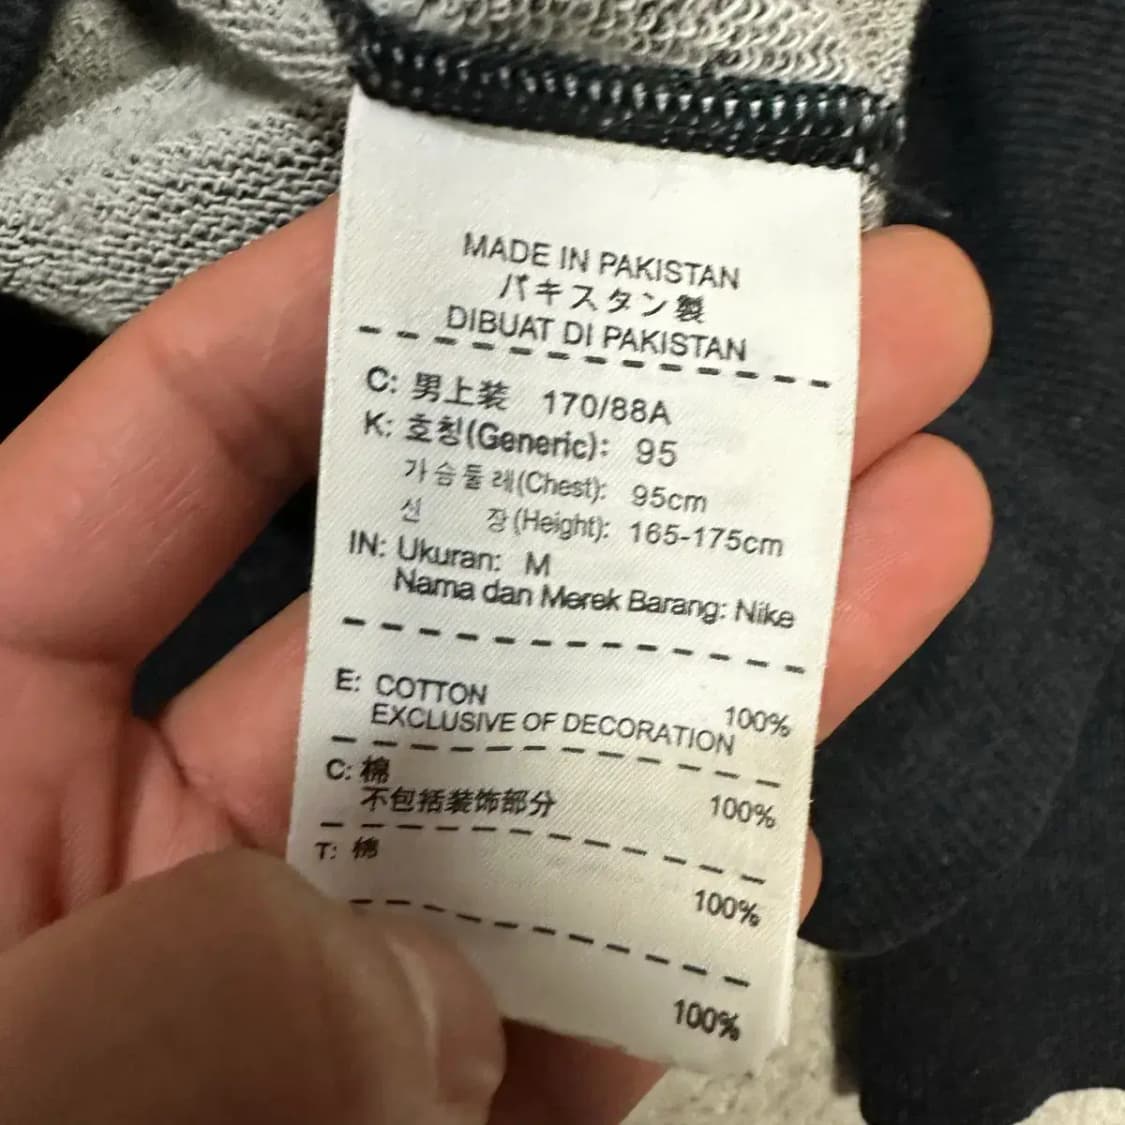 MADE IN PAKISTAN
パキスタン製
DIBUAT DI PAKISTAN
C: 男上装 170/88A
K: 호칭(Generic): 95
가슴둘레(Chest): 95cm
신 장(Height): 165-175cm
IN: Ukuran: M
Nama dan Merek Barang: Nike
E: COTTON 100%
EXCLUSIVE OF DECORATION
C: 棉 100%
不包括装饰部分
T: 棉 100%
100%